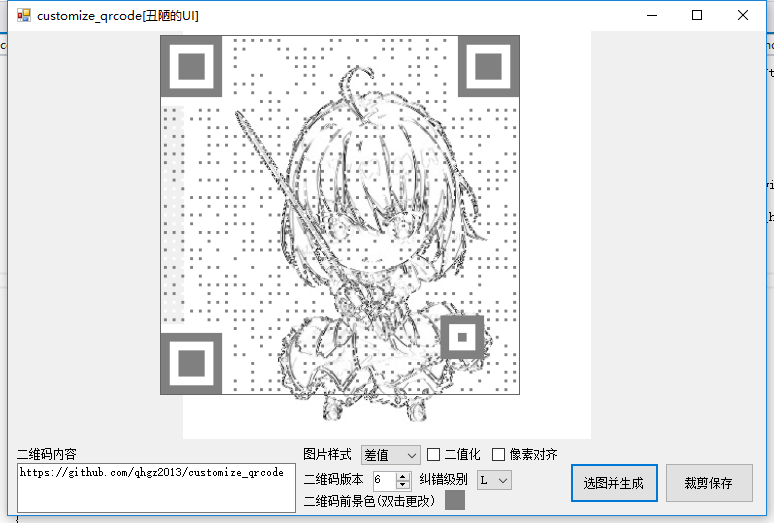 customize_qrcode[丑陋的UI]
二维码内容
https://github.com/qhgz2013/customize_qrcode
图片样式 差值 二值化 像素对齐
二维码版本 6 纠错级别 L
二维码前景色(双击更改)
选图并生成 裁剪保存